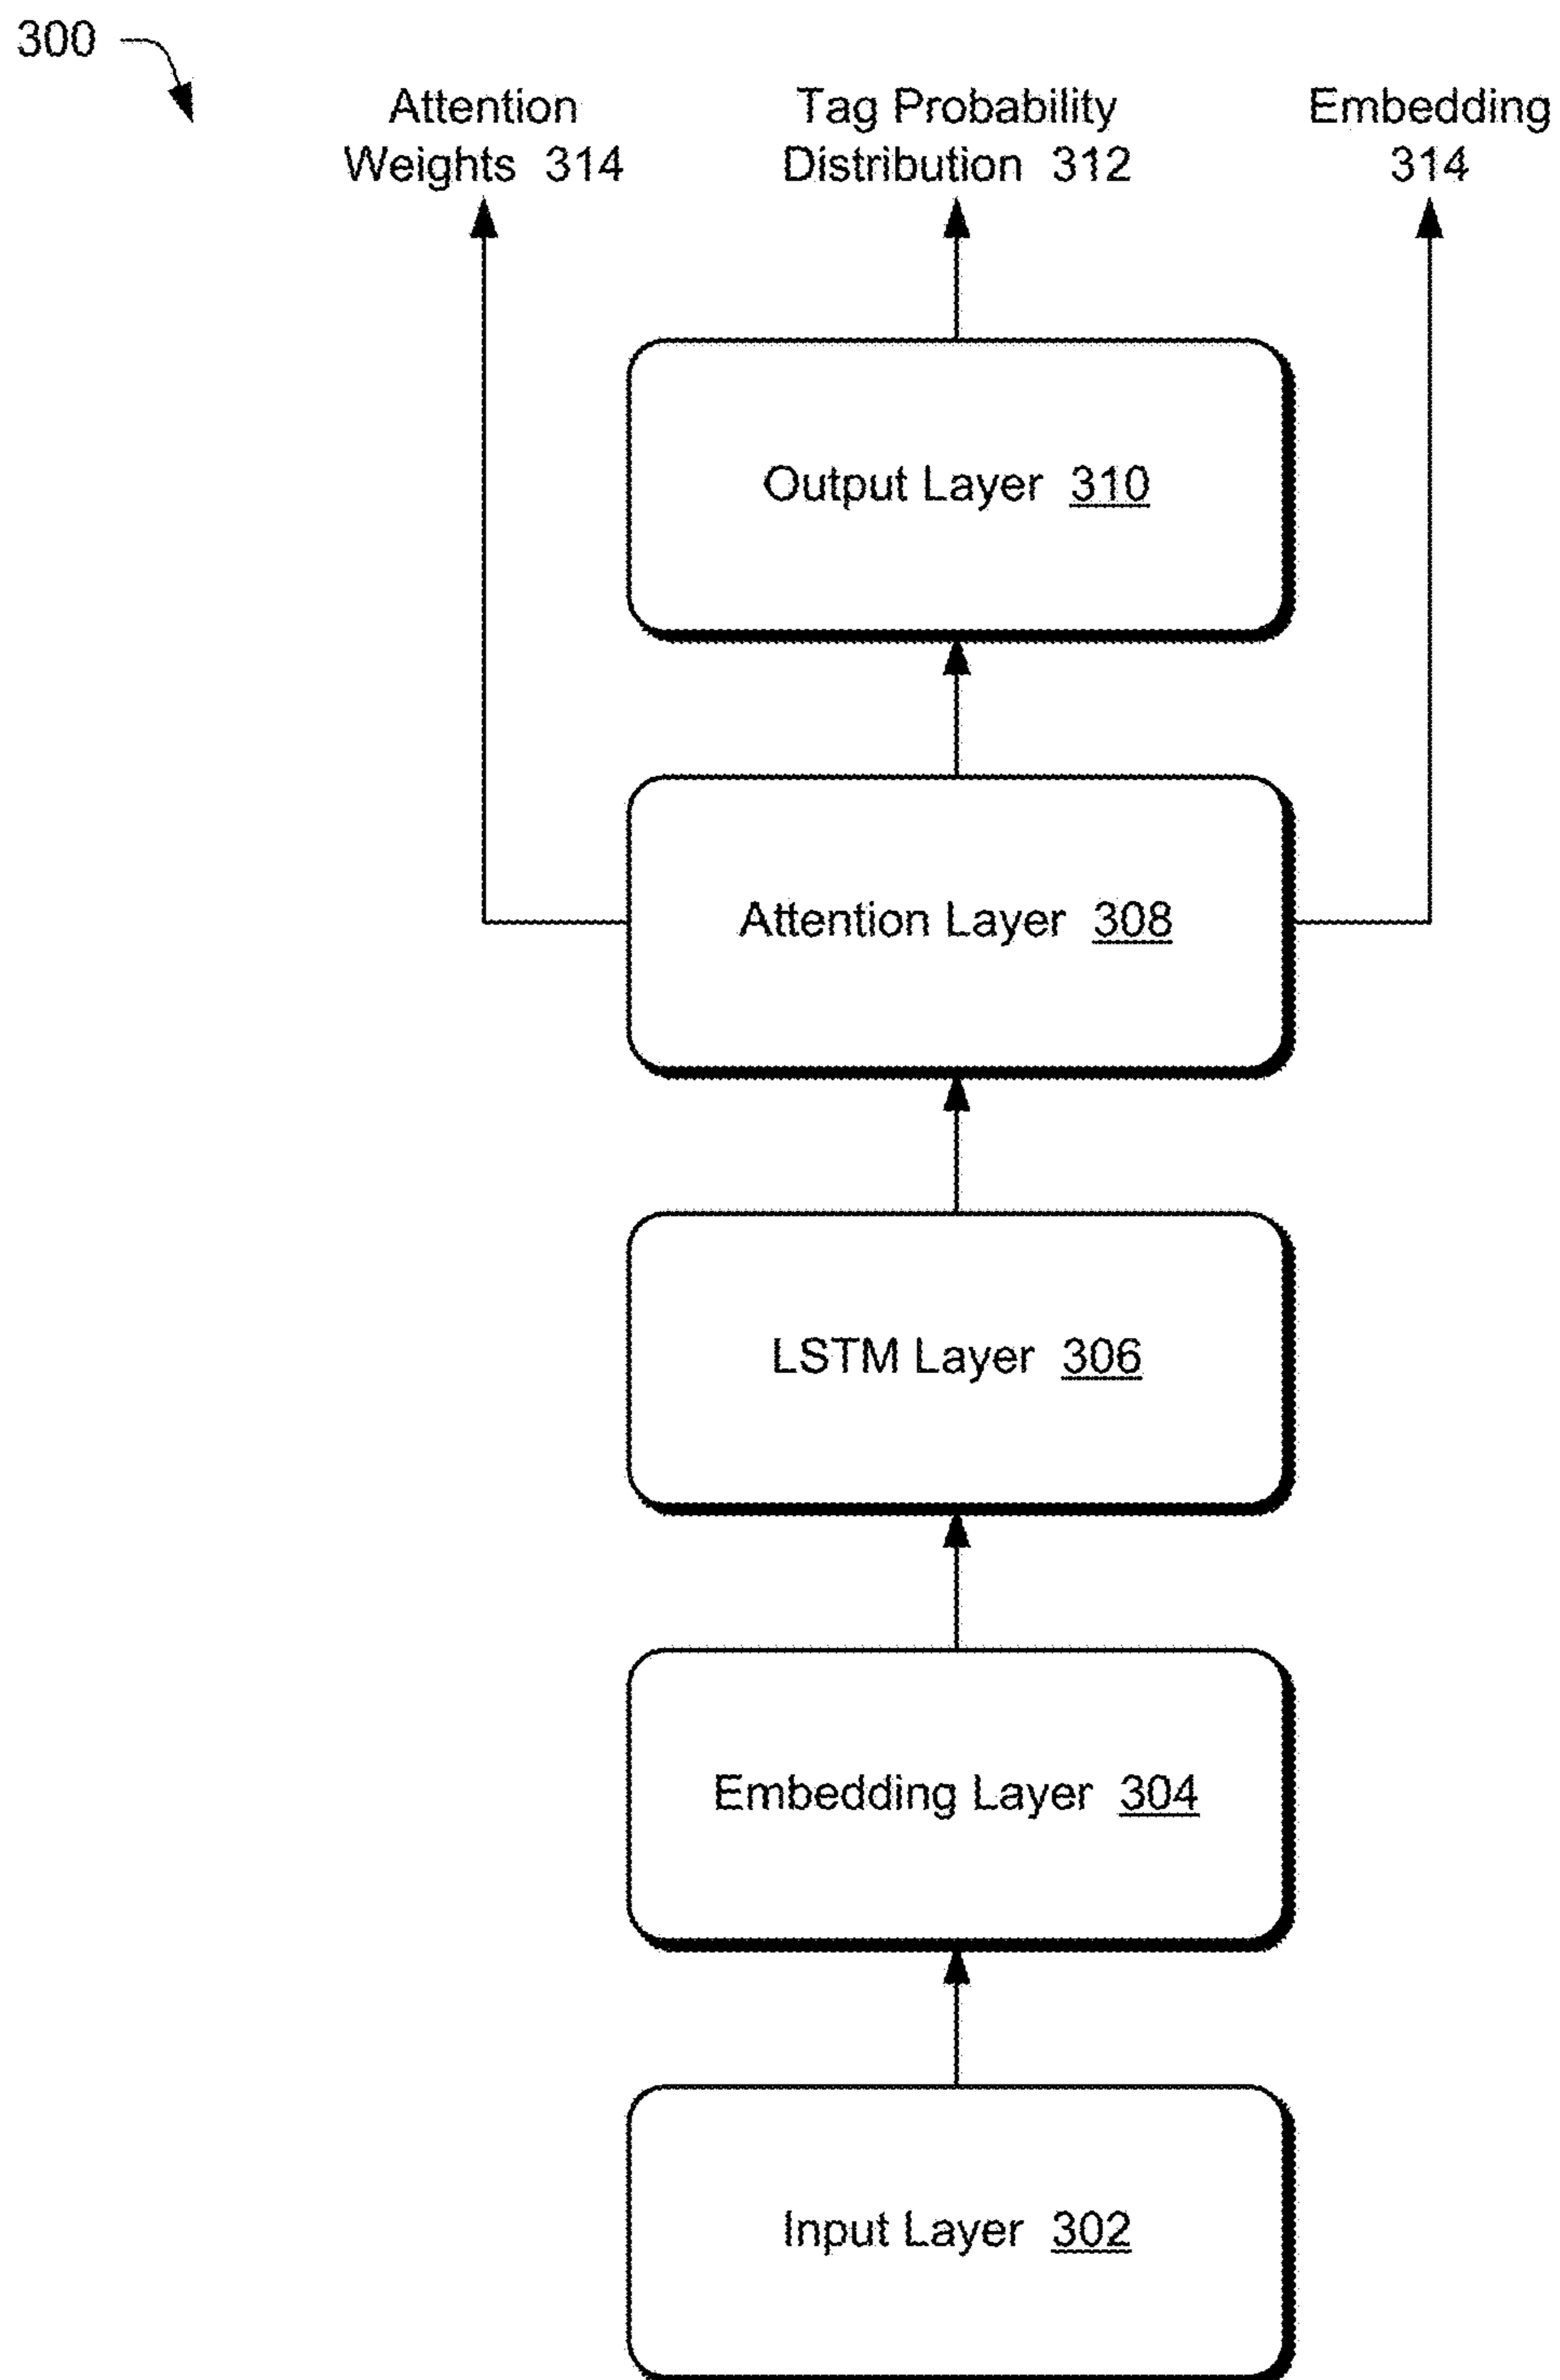 300
Attention
Weights 314
Tag Probability
Distribution 312
Embedding
314
Output Layer 310
Attention Layer 308
LSTM Layer 306
Embedding Layer 304
Input Layer 302